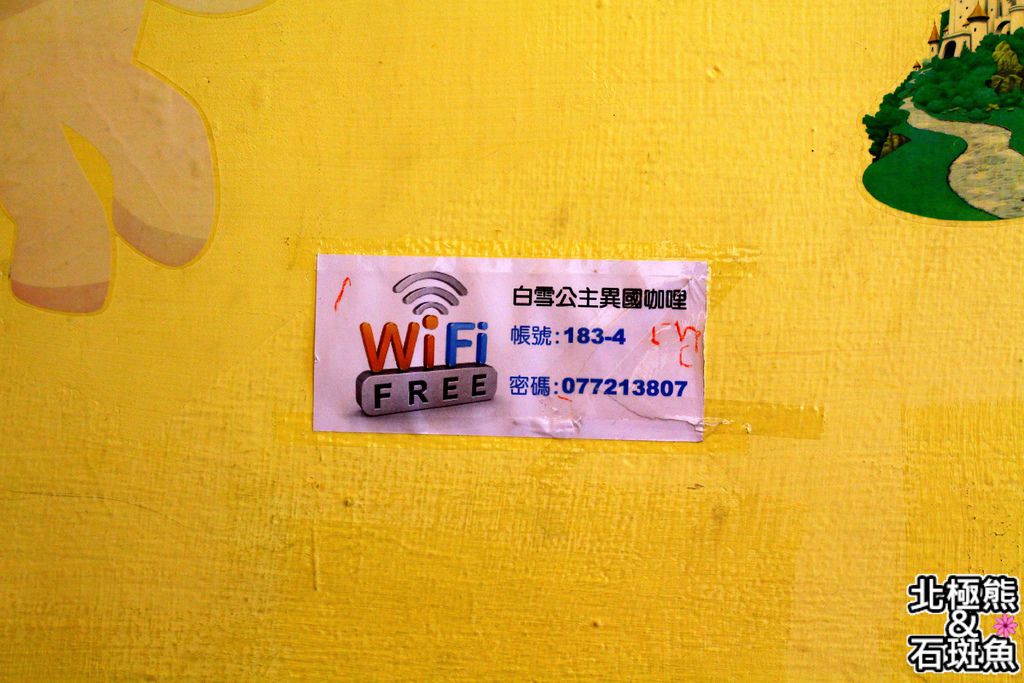 WiFi
FREE
白雪公主異國咖哩
帳號:183-4
密碼:077213807
北極熊
&
石斑魚